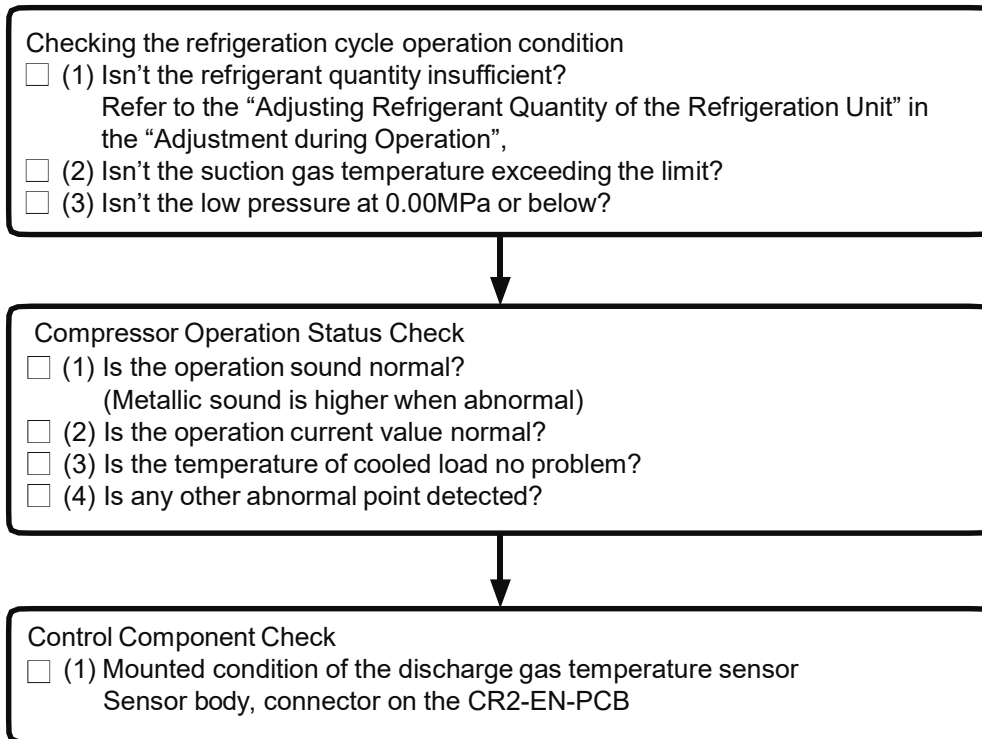 Checking the refrigeration cycle operation condition
☐ (1) Isn’t the refrigerant quantity insufficient?
Refer to the “Adjusting Refrigerant Quantity of the Refrigeration Unit” in
the “Adjustment during Operation”,
☐ (2) Isn’t the suction gas temperature exceeding the limit?
☐ (3) Isn’t the low pressure at 0.00MPa or below?
Compressor Operation Status Check
☐ (1) Is the operation sound normal?
(Metallic sound is higher when abnormal)
☐ (2) Is the operation current value normal?
☐ (3) Is the temperature of cooled load no problem?
☐ (4) Is any other abnormal point detected?
Control Component Check
☐ (1) Mounted condition of the discharge gas temperature sensor
Sensor body, connector on the CR2-EN-PCB